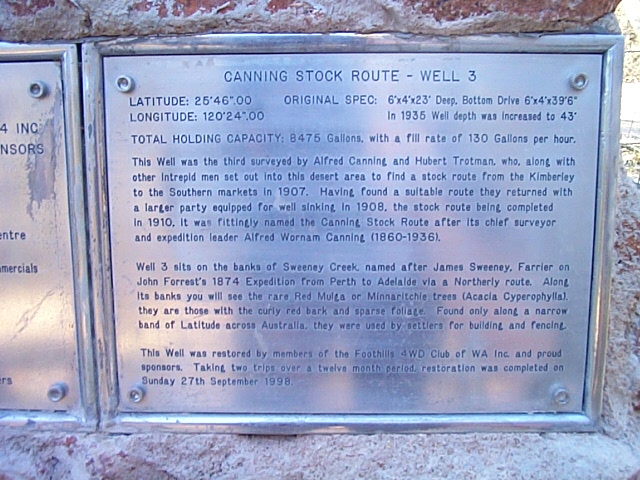 CANNING STOCK ROUTE - WELL 3
LATITUDE: 25°46".00 ORIGINAL SPEC: 6'x4'x23' Deep, Bottom Drive 6'x4'x39'6"
LONGITUDE: 120°24".00 In 1935 Well depth was increased to 43'
TOTAL HOLDING CAPACITY: 8475 Gallons, with a fill rate of 130 Gallons per hour.
This Well was the third surveyed by Alfred Canning and Hubert Trotman, who, along with
other intrepid men set out into this desert area to find a stock route from the Kimberley
to the Southern markets in 1907. Having found a suitable route they returned with
a larger party equipped for well sinking in 1908, the stock route being completed
in 1910, it was fittingly named the Canning Stock Route after its chief surveyor
and expedition leader Alfred Wornam Canning (1860-1936).
Well 3 sits on the banks of Sweeney Creek, named after James Sweeney, Farrier on
John Forrest's 1874 Expedition from Perth to Adelaide via a Northerly route. Along
its banks you will see the rare Red Mulga or Minnaritchie trees (Acacia Cyperophylla),
they are those with the curly red bark and sparse foliage. Found only along a narrow
band of Latitude across Australia, they were used by settlers for building and fencing.
This Well was restored by members of the Foothills 4WD Club of WA Inc. and proud
sponsors. Taking two trips over a twelve month period, restoration was completed on
Sunday 27th September 1998.
4 INC
NSORS
entre
mmercials
ers